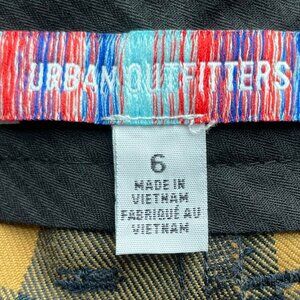 URBAN OUTFITTERS
6
MADE IN
VIETNAM
FABRIQUÉ AU
VIETNAM